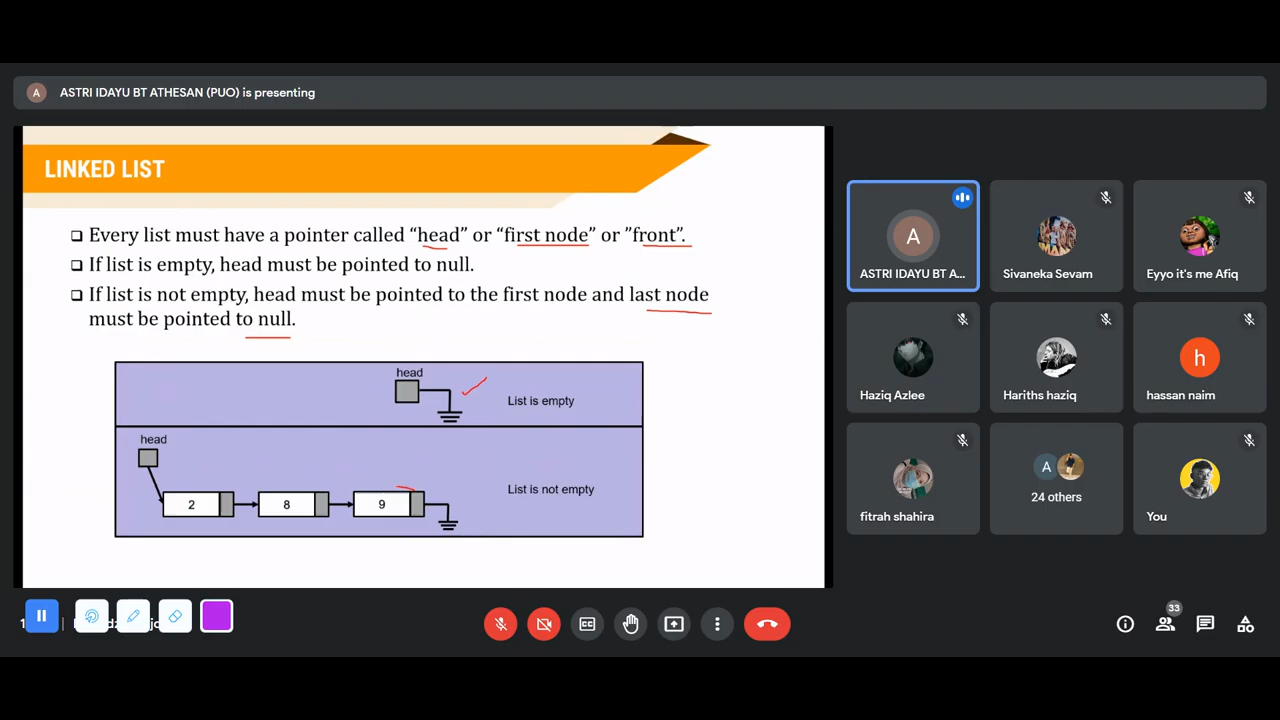 A ASTRI IDAYU BT ATHESAN (PUO) is presenting
LINKED LIST
❑ Every list must have a pointer called “head” or “first node” or ”front”.
❑ If list is empty, head must be pointed to null.
❑ If list is not empty, head must be pointed to the first node and last node
must be pointed to null.
head
List is empty
head
2 8 9
List is not empty
A
ASTRI IDAYU BT A...
Sivaneka Sevam
Eyyo it's me Afiq
Haziq Azlee
Hariths haziq
h
hassan naim
fitrah shahira
A
24 others
You
CC
33